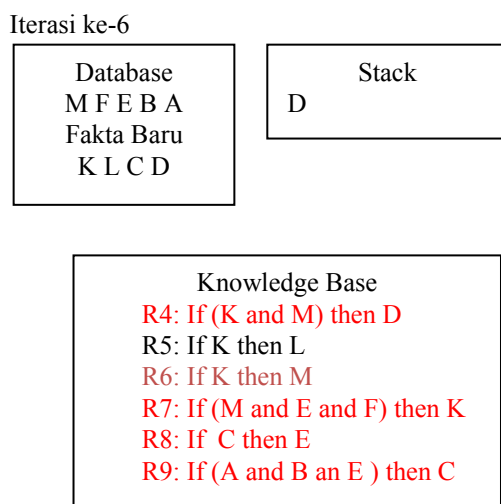 Iterasi ke-6
Database
M F E B A
Fakta Baru
K L C D
Stack
D
Knowledge Base
R4: If (K and M) then D
R5: If K then L
R6: If K then M
R7: If (M and E and F) then K
R8: If C then E
R9: If (A and B an E ) then C